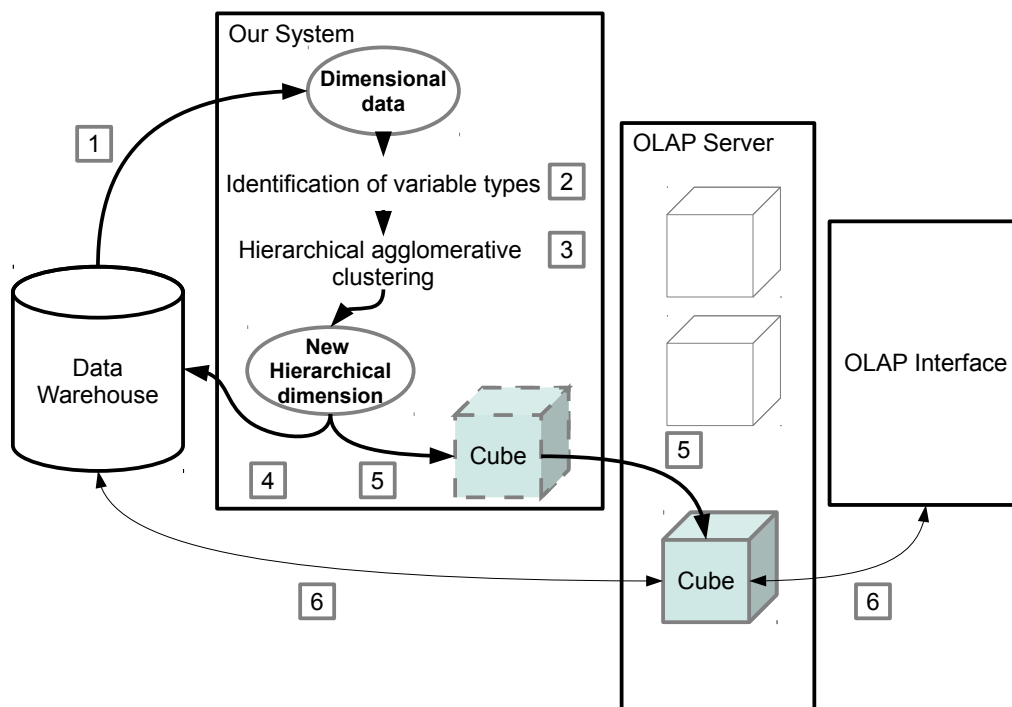 Our System
Dimensional
data
1
OLAP Server
Identification of variable types
2
Hierarchical agglomerative
clustering
3
New
Hierarchical
dimension
Data
Warehouse
OLAP Interface
Cube
5
4
5
Cube
6
6